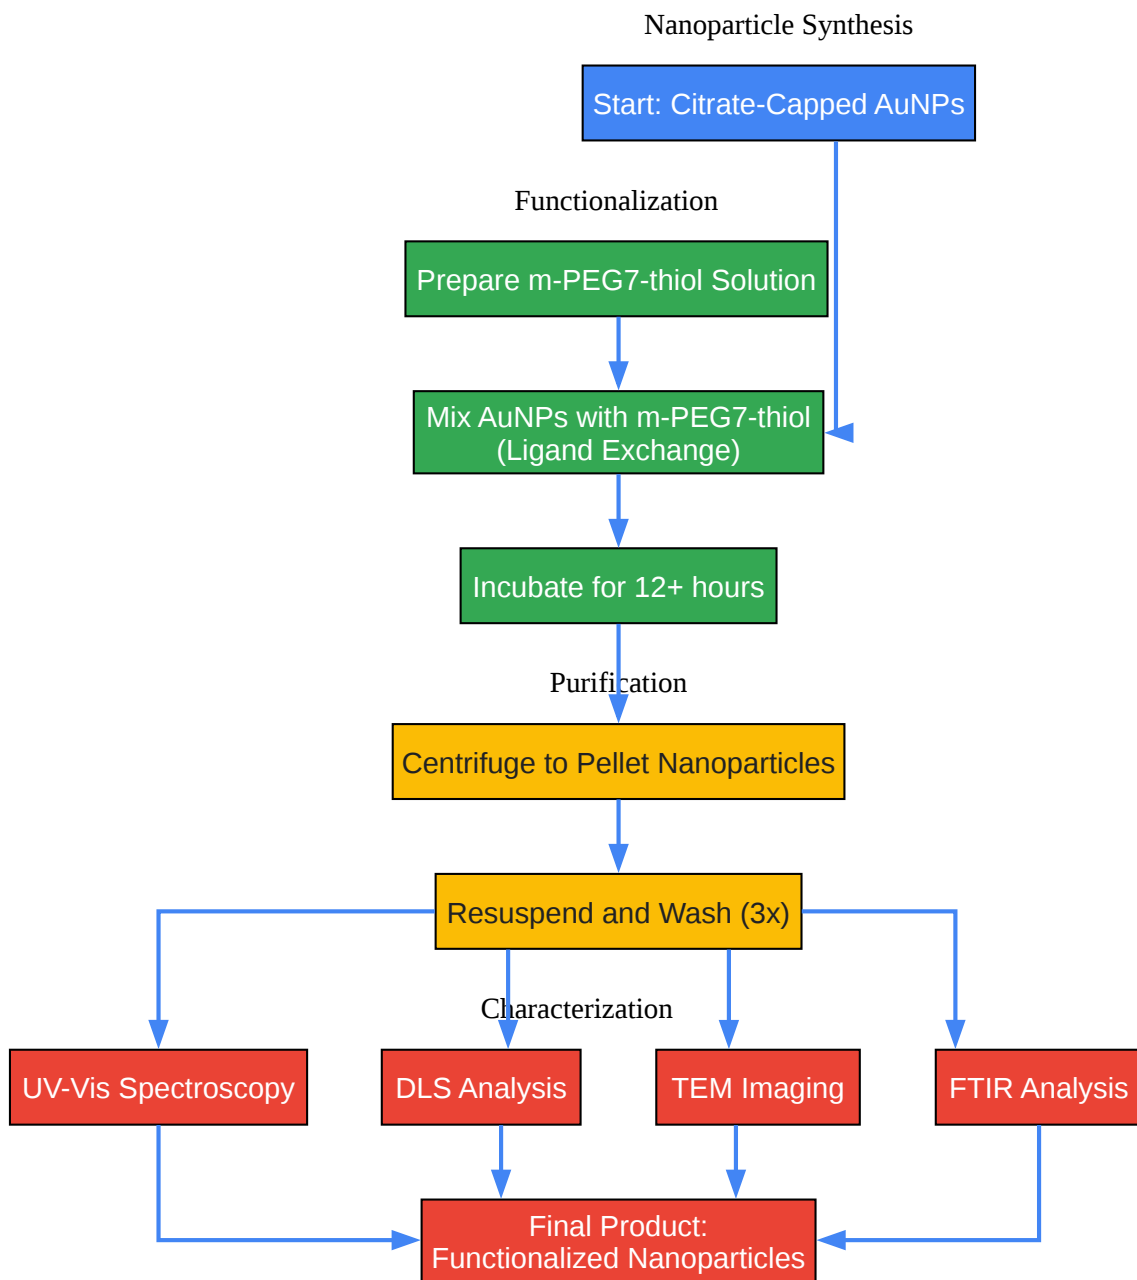 Nanoparticle Synthesis
Start: Citrate-Capped AuNPs
Functionalization
Prepare m-PEG7-thiol Solution
Mix AuNPs with m-PEG7-thiol
(Ligand Exchange)
Incubate for 12+ hours
Purification
Centrifuge to Pellet Nanoparticles
Resuspend and Wash (3x)
Characterization
UV-Vis Spectroscopy
DLS Analysis
TEM Imaging
FTIR Analysis
Final Product:
Functionalized Nanoparticles